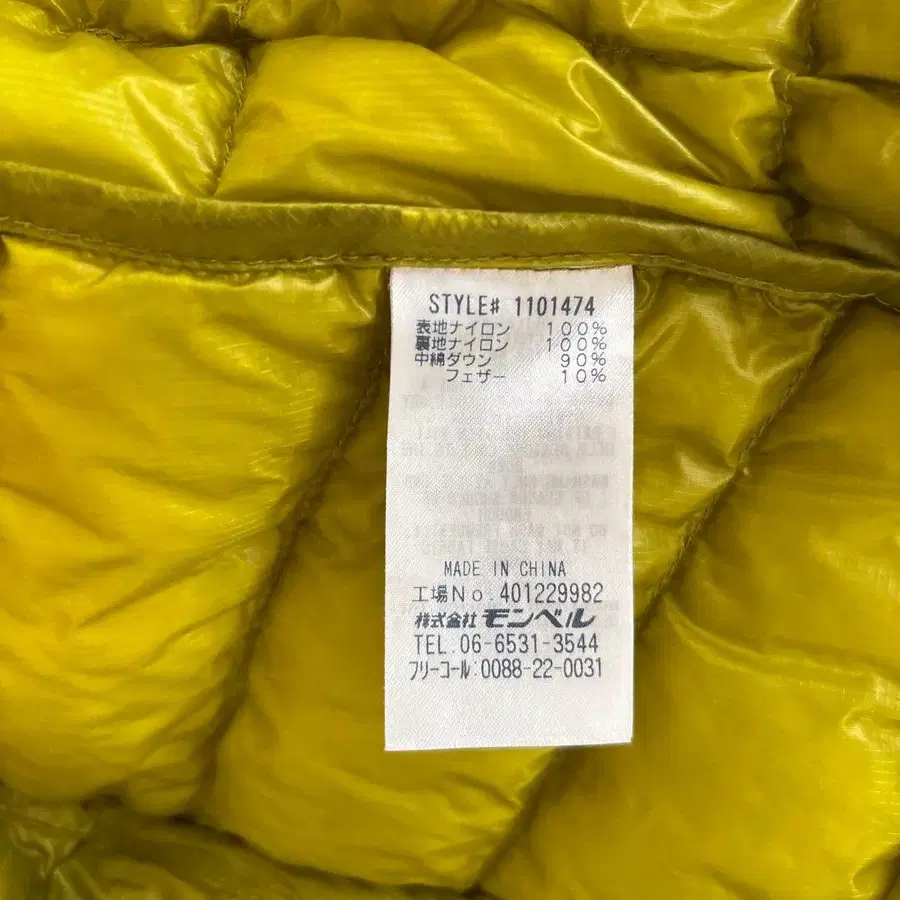 STYLE# 1101474
表地ナイロン 100%
裏地ナイロン 100%
中綿ダウン 90%
フェザー 10%
MADE IN CHINA
工場No. 401229982
株式会社 モンベル
TEL. 06-6531-3544
フリーコール. 0088-22-0031